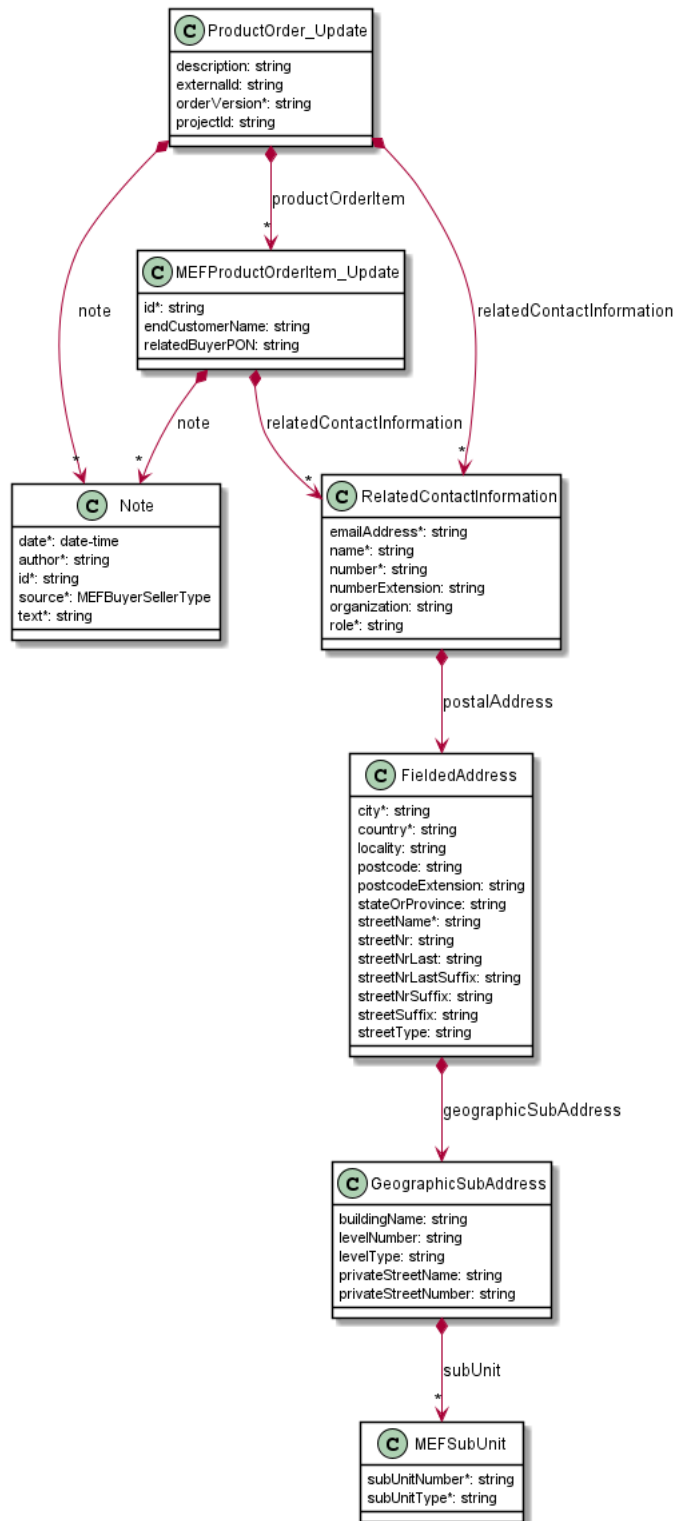 C ProductOrder_Update
description: string
externalId: string
orderVersion*: string
projectId: string
productOrderItem
*
C MEFProductOrderItem_Update
note
relatedContactInformation
id*: string
endCustomerName: string
relatedBuyerPON: string
note
relatedContactInformation
*
*
*
*
C Note
date*: date-time
author*: string
id*: string
source*: MEFBuyerSellerType
text*: string
C RelatedContactInformation
emailAddress*: string
name*: string
number*: string
numberExtension: string
organization: string
role*: string
postalAddress
C FieldedAddress
city*: string
country*: string
locality: string
postcode: string
postcodeExtension: string
stateOrProvince: string
streetName*: string
streetNr: string
streetNrLast: string
streetNrLastSuffix: string
streetNrSuffix: string
streetSuffix: string
streetType: string
geographicSubAddress
C GeographicSubAddress
buildingName: string
levelNumber: string
levelType: string
privateStreetName: string
privateStreetNumber: string
subUnit
*
C MEFSubUnit
subUnitNumber*: string
subUnitType*: string